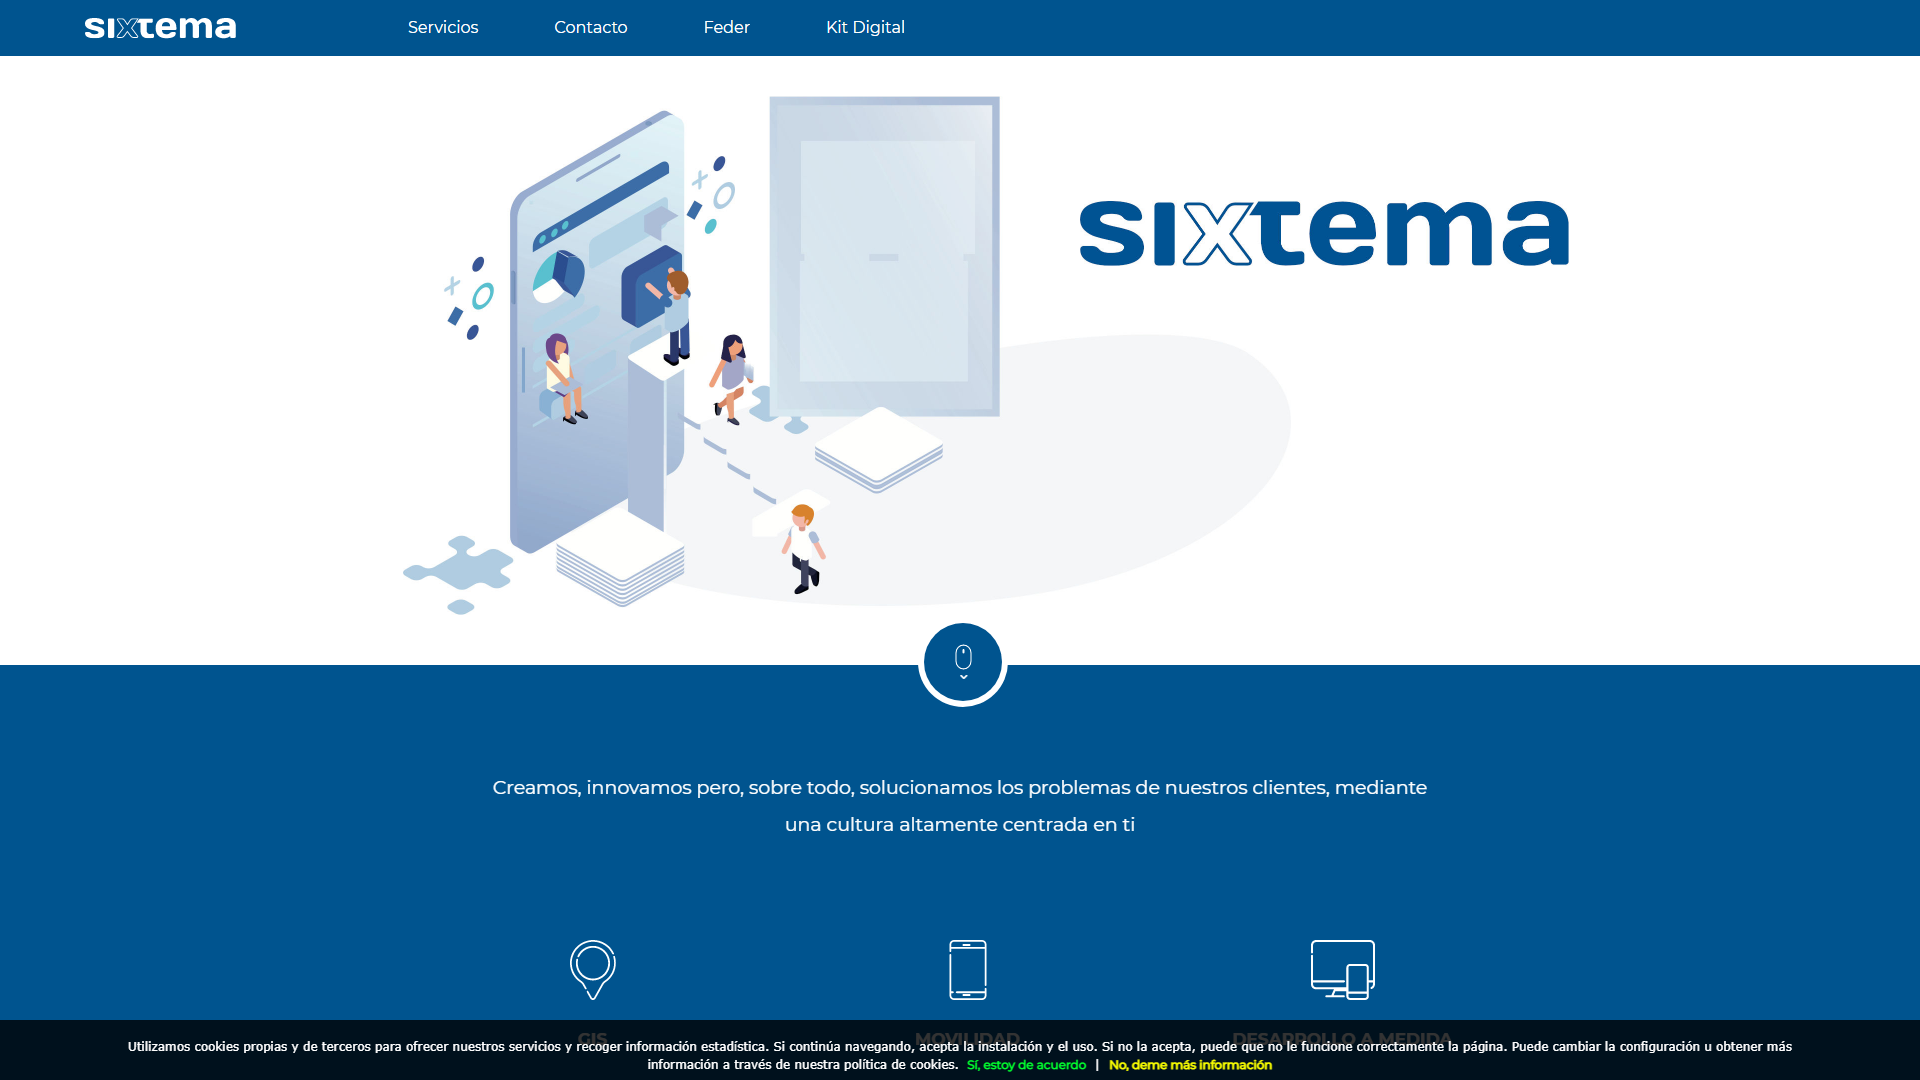 sixtema
Servicios
Contacto
Feder
Kit Digital
sixtema
Creamos, innovamos pero, sobre todo, solucionamos los problemas de nuestros clientes, mediante
una cultura altamente centrada en ti
GIS
MOVILIDAD
DESARROLLO A MEDIDA
Utilizamos cookies propias y de terceros para ofrecer nuestros servicios y recoger información estadística. Si continúa navegando, acepta la instalación y el uso. Si no la acepta, puede que no le funcione correctamente la página. Puede cambiar la configuración u obtener más
información a través de nuestra política de cookies. Sí, estoy de acuerdo | No, deme más información